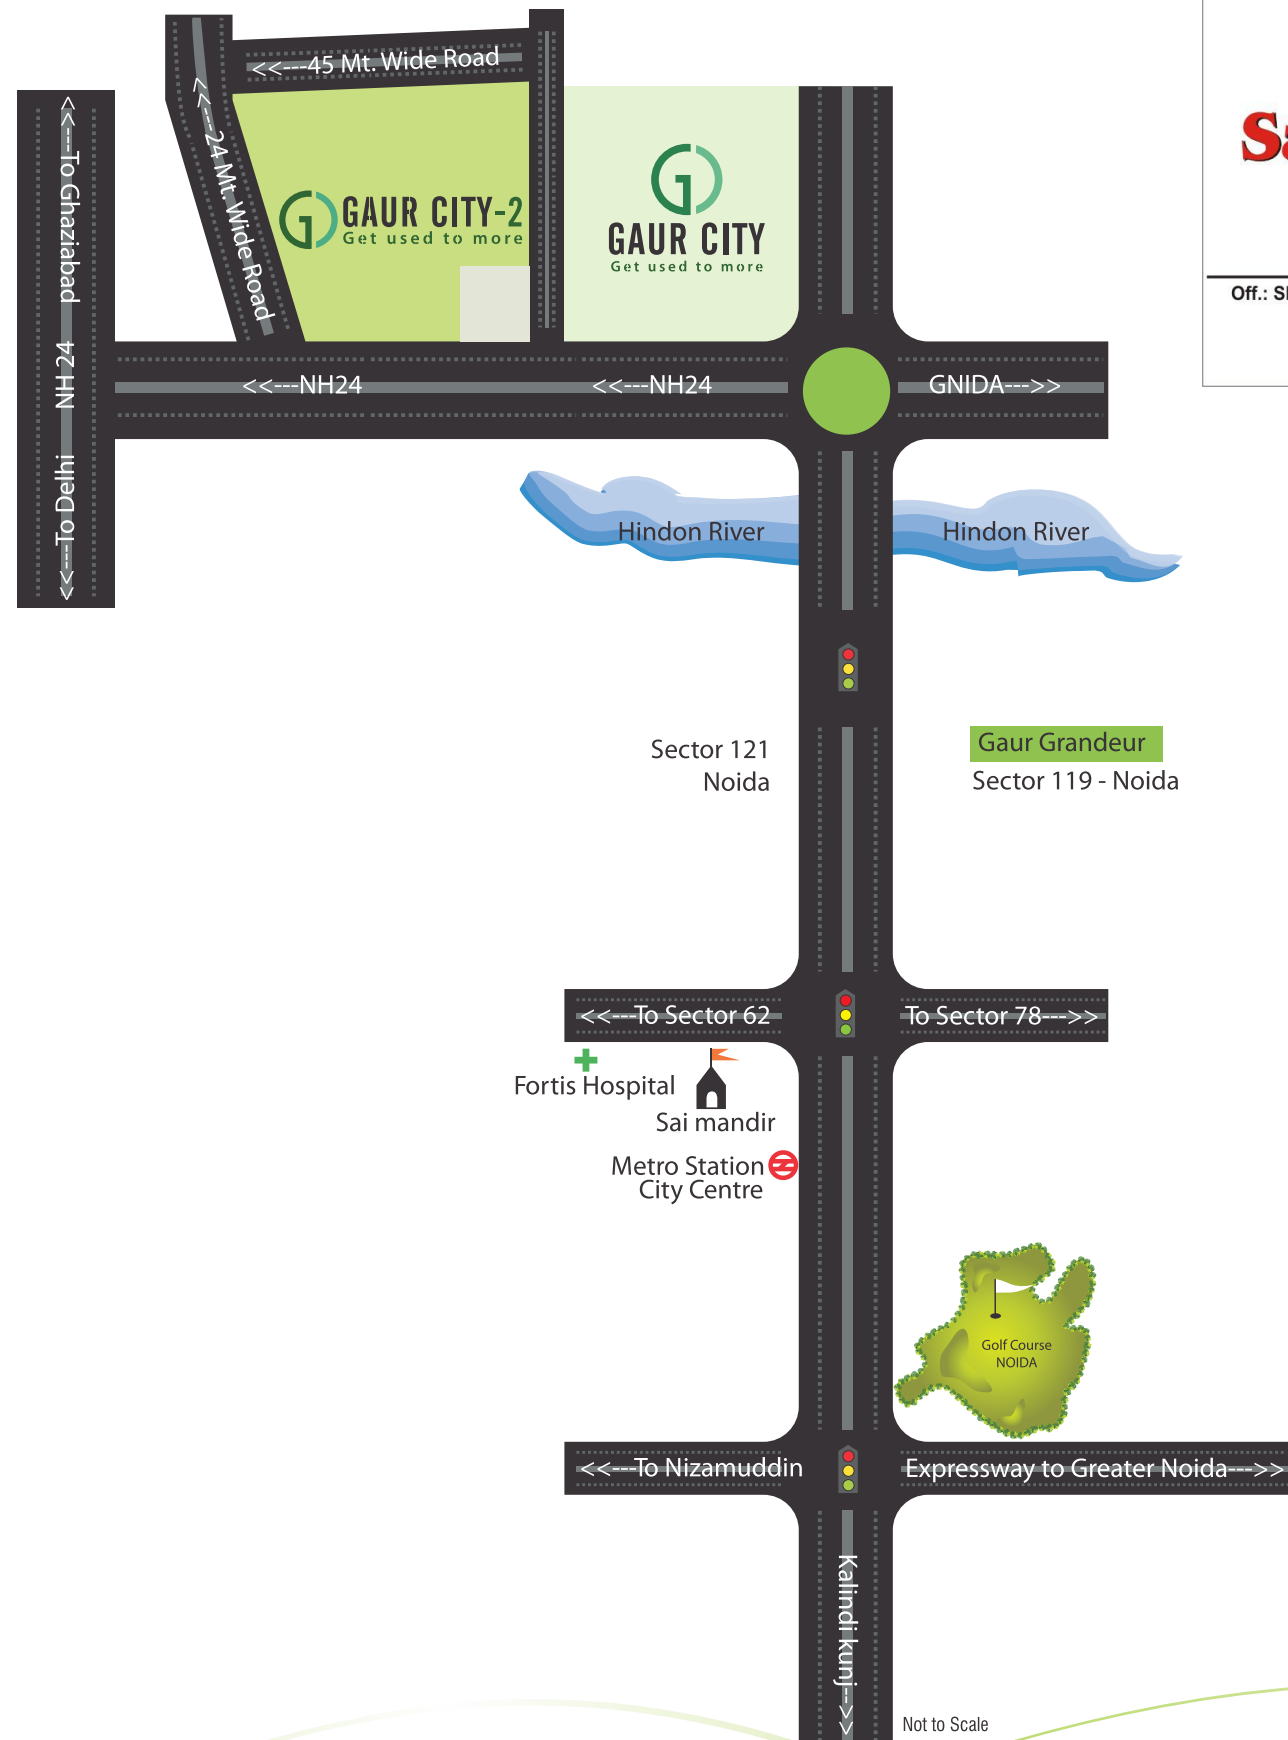 <<---45 Mt. Wide Road
<<---24 Mt. Wide Road
<<---To Ghaziabad
NH 24
<<---To Delhi
GAUR CITY-2
Get used to more
GAUR CITY
Get used to more
Off.:
<<---NH24
<<---NH24
GNIDA--->>
Hindon River
Hindon River
Sector 121
Noida
Gaur Grandeur
Sector 119 - Noida
<<---To Sector 62
To Sector 78--->>
Fortis Hospital
Sai mandir
Metro Station
City Centre
Golf Course
NOIDA
<<---To Nizamuddin
Expressway to Greater Noida--->>
Kalindi kunj-->>
Not to Scale